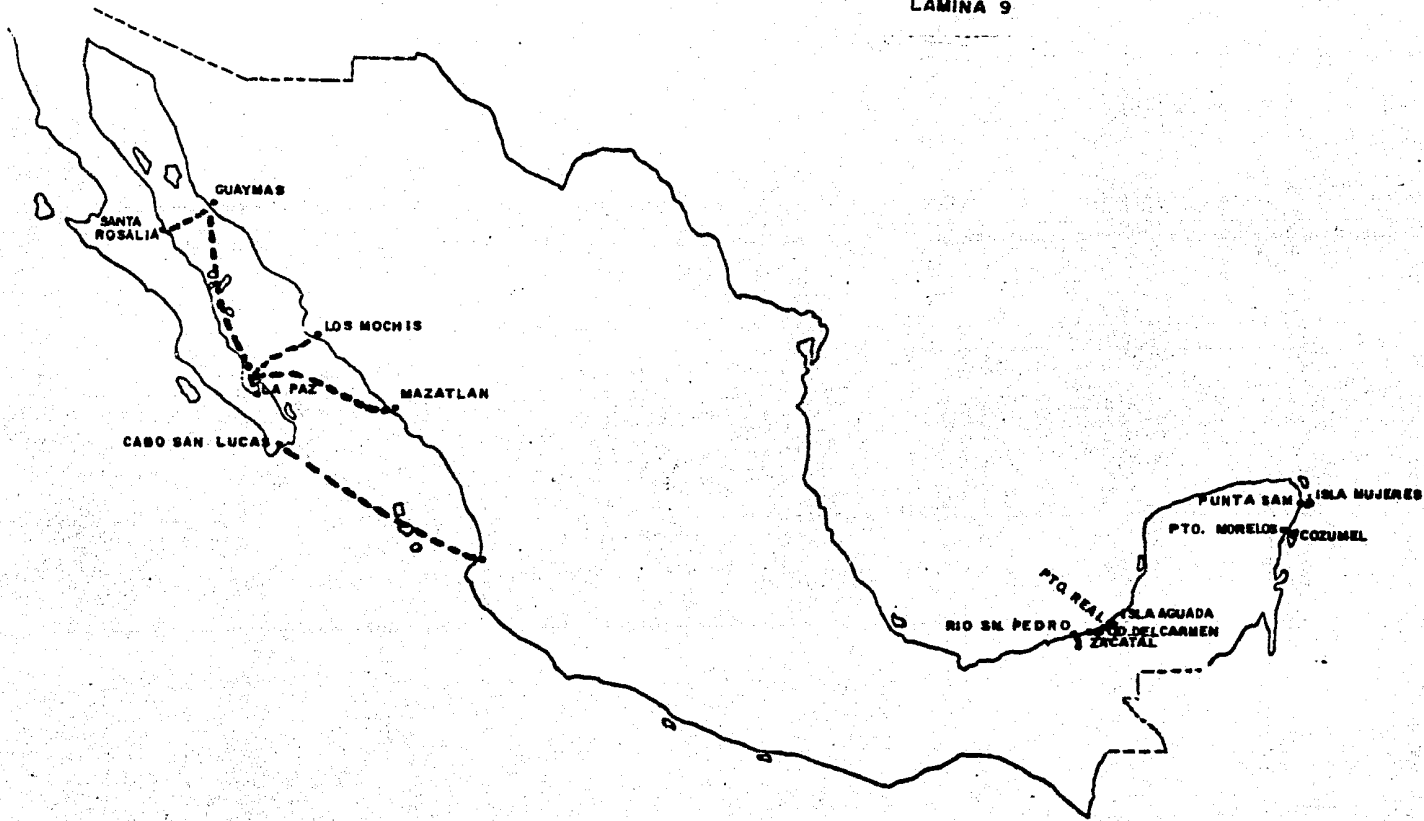 LAMINA 9
GUAYMAS
SANTA
ROSALIA
LOS MOCHIS
LA PAZ
MAZATLAN
CABO SAN LUCAS
PUNTA SAM
ISLA MUJERES
PTO. MORELOS
COZUMEL
PTO. REAL
ISLA AGUADA
RIO SN. PEDRO
CD. DEL CARMEN
ZACATAL